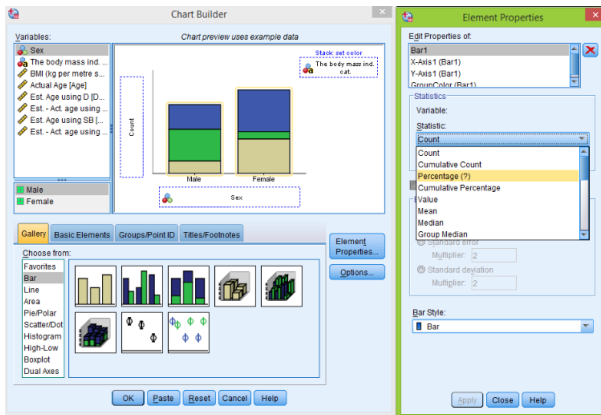 Chart Builder
Variables:
Chart preview uses example data
Sex
The body mass ind. ...
BMI (kg per metre s...
Actual Age [Age]
Est. Age using D [D...
Est. - Act. age using ...
Est. Age using SB [...
Est. - Act. age using ...
Male
Female
Stack: set color
The body mass ind.
cat.
Count
Male
Female
Sex
Gallery
Basic Elements
Groups/Point ID
Titles/Footnotes
Choose from:
Favorites
Bar
Line
Area
Pie/Polar
Scatter/Dot
Histogram
High-Low
Boxplot
Dual Axes
Element
Properties...
Options...
OK
Paste
Reset
Cancel
Help
Element Properties
Edit Properties of:
Bar1
X-Axis1 (Bar1)
Y-Axis1 (Bar1)
GroupColor (Bar1)
Statistics
Variable:
Statistic:
Count
Count
Cumulative Count
Percentage (?)
Cumulative Percentage
Value
Mean
Median
Group Median
Standard error
Multiplier: 2
Standard deviation
Multiplier: 2
Bar Style:
Bar
Apply
Close
Help